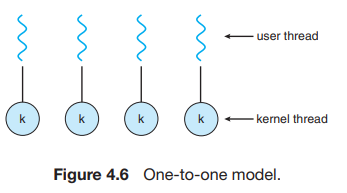 user thread
k k k k kernel thread
Figure 4.6 One-to-one model.